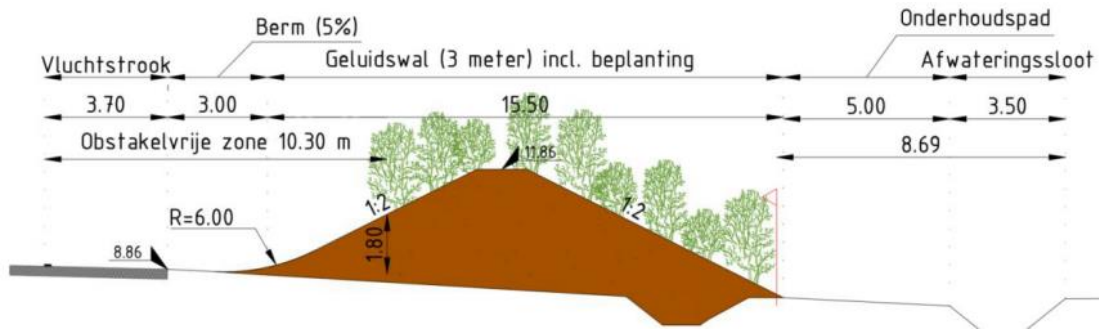 Berm (5%)
Onderhoudspad
Vluchtstrook
Geluidswal (3 meter) incl. beplanting
Afwateringssloot
3.70
3.00
15.50
5.00
3.50
Obstakelvrije zone 10.30 m
8.69
11.86
1:2
1:2
R=6.00
1.80
8.86